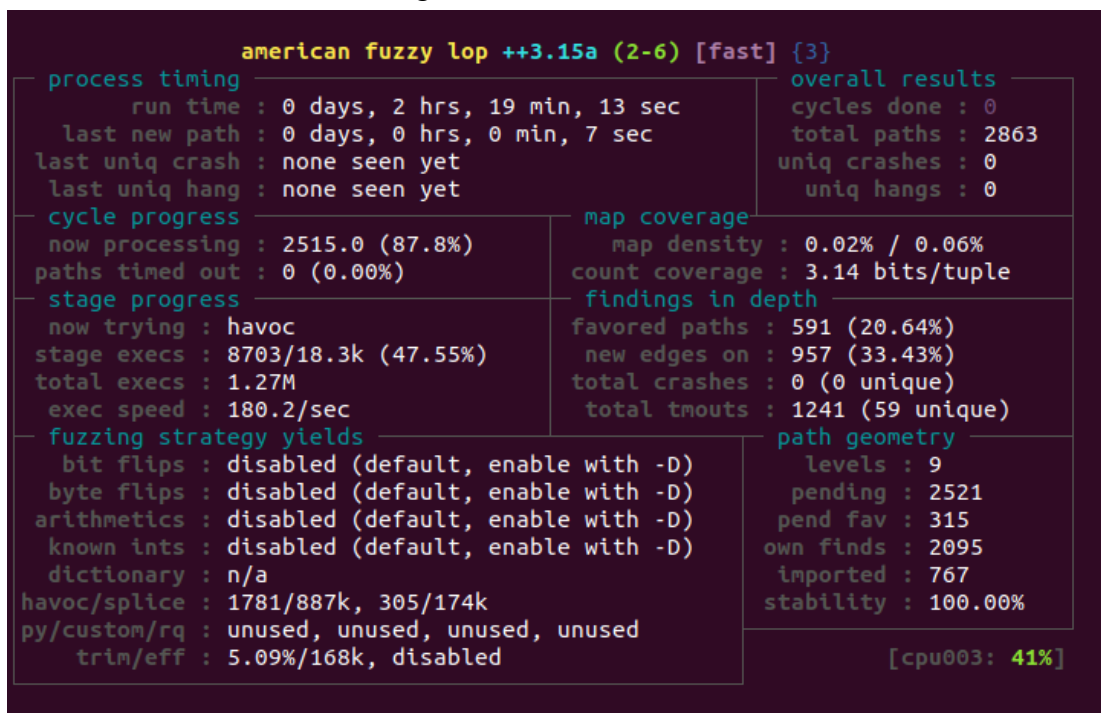 american fuzzy lop ++3.15a (2-6) [fast] {3}
process timing overall results
run time : 0 days, 2 hrs, 19 min, 13 sec cycles done : 0
last new path : 0 days, 0 hrs, 0 min, 7 sec total paths : 2863
last uniq crash : none seen yet uniq crashes : 0
last uniq hang : none seen yet uniq hangs : 0
cycle progress map coverage
now processing : 2515.0 (87.8%) map density : 0.02% / 0.06%
paths timed out : 0 (0.00%) count coverage : 3.14 bits/tuple
stage progress findings in depth
now trying : havoc favored paths : 591 (20.64%)
stage execs : 8703/18.3k (47.55%) new edges on : 957 (33.43%)
total execs : 1.27M total crashes : 0 (0 unique)
exec speed : 180.2/sec total tmouts : 1241 (59 unique)
fuzzing strategy yields path geometry
bit flips : disabled (default, enable with -D) levels : 9
byte flips : disabled (default, enable with -D) pending : 2521
arithmetics : disabled (default, enable with -D) pend fav : 315
known ints : disabled (default, enable with -D) own finds : 2095
dictionary : n/a imported : 767
havoc/splice : 1781/887k, 305/174k stability : 100.00%
py/custom/rq : unused, unused, unused, unused
trim/eff : 5.09%/168k, disabled [cpu003: 41%]